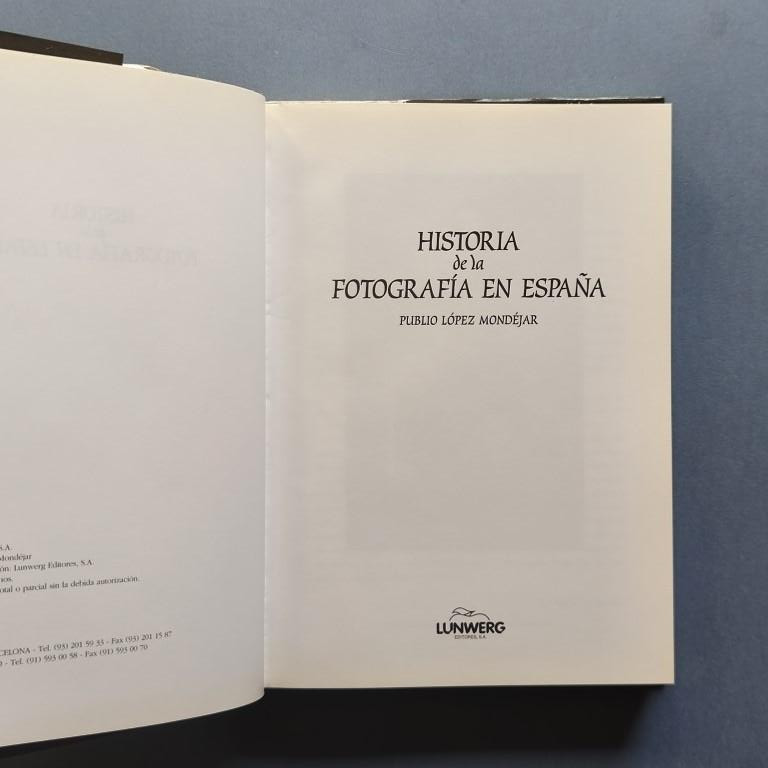 S.A.
Mondéjar
ón: Lunwerg Editores, S.A.
ios.
otal o parcial sin la debida autorización.
CELONA - Tel. (93) 201 59 33 - Fax (93) 201 15 87
- Tel. (91) 593 00 58 - Fax (91) 593 00 70
HISTORIA
de la
FOTOGRAFÍA EN ESPAÑA
PUBLIO LÓPEZ MONDÉJAR
LUNWERG
EDITORES, S.A.